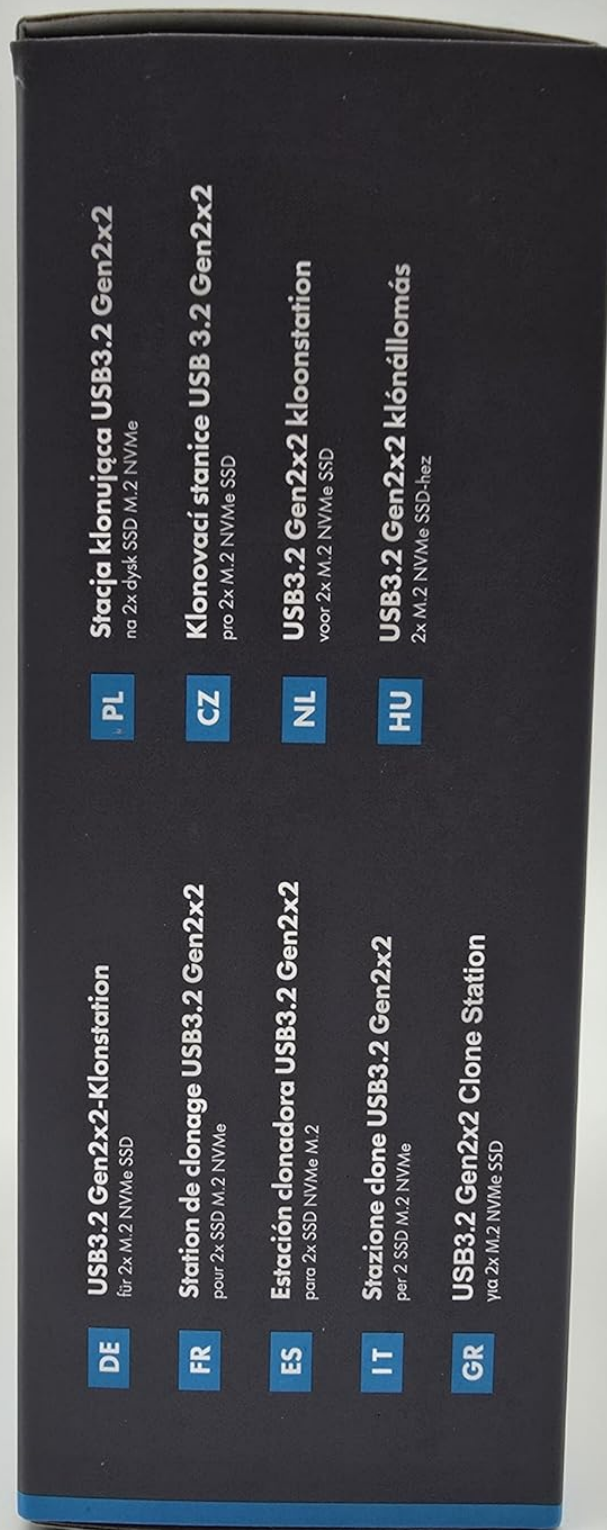 DE
USB3.2 Gen2x2-Klonstation
für 2x M.2 NVMe SSD
FR
Station de clonage USB3.2 Gen2x2
pour 2x SSD M.2 NVMe
ES
Estación clonadora USB3.2 Gen2x2
para 2x SSD NVMe M.2
IT
Stazione clone USB3.2 Gen2x2
per 2 SSD M.2 NVMe
GR
USB3.2 Gen2x2 Clone Station
για 2x M.2 NVMe SSD
PL
Stacja klonująca USB3.2 Gen2x2
na 2x dysk SSD M.2 NVMe
CZ
Klonovací stanice USB 3.2 Gen2x2
pro 2x M.2 NVMe SSD
NL
USB3.2 Gen2x2 kloonstation
voor 2x M.2 NVMe SSD
HU
USB3.2 Gen2x2 klónállomás
2x M.2 NVMe SSD-hez